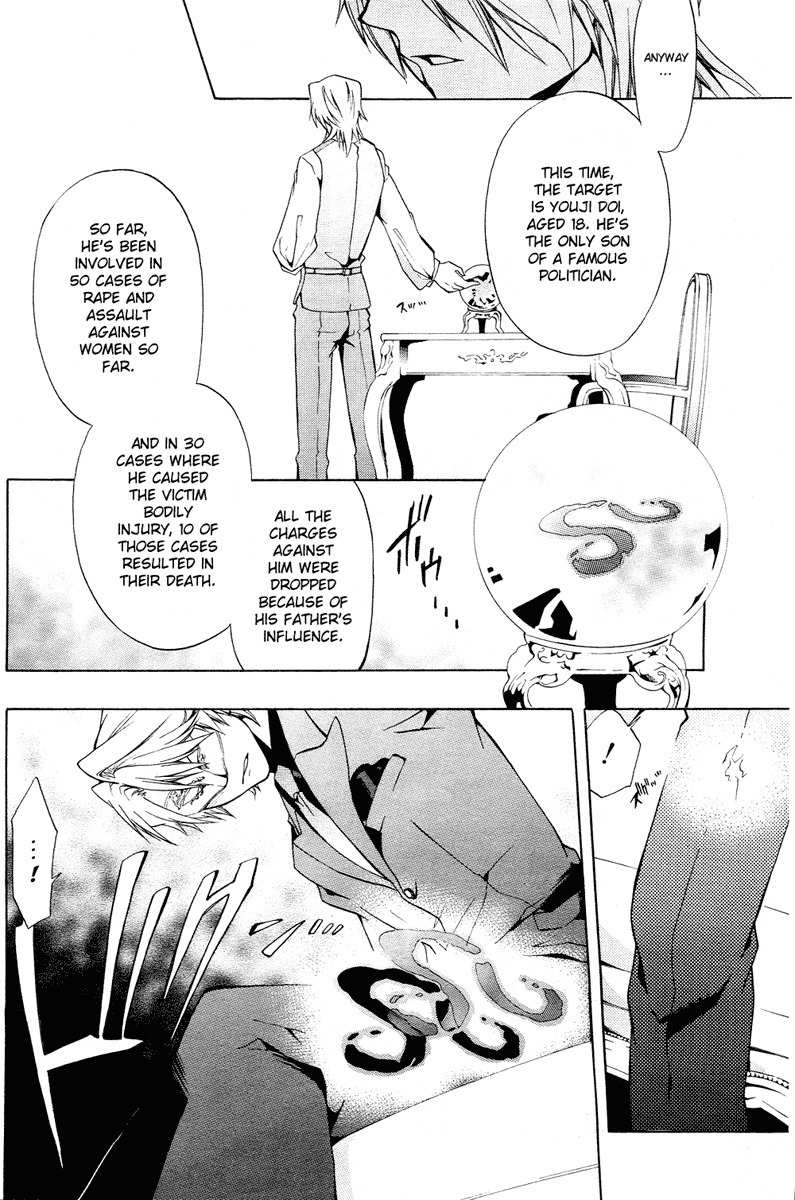 ANYWAY
...
THIS TIME,
THE TARGET
IS YOUJI DOI,
AGED 18. HE'S
THE ONLY SON
OF A FAMOUS
POLITICIAN.
SO FAR,
HE'S BEEN
INVOLVED IN
50 CASES OF
RAPE AND
ASSAULT
AGAINST
WOMEN SO
FAR.
AND IN 30
CASES WHERE
HE CAUSED
THE VICTIM
BODILY
INJURY, 10 OF
THOSE CASES
RESULTED IN
THEIR DEATH.
ALL THE
CHARGES
AGAINST
HIM WERE
DROPPED
BECAUSE OF
HIS FATHER'S
INFLUENCE.
!
...!